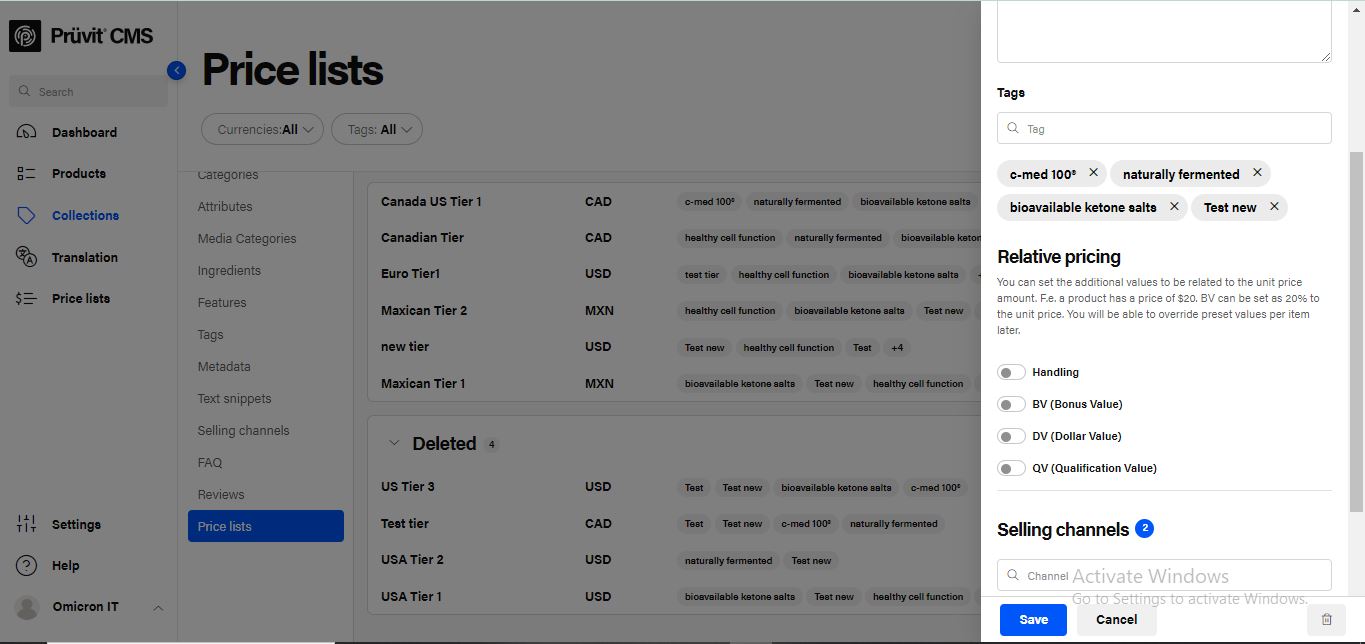 Prüvit® CMS
Search
Dashboard
Products
Collections
Translation
Price lists
Settings
Help
Omicron IT
Price lists
Currencies:All
Tags: All
Categories
Attributes
Media Categories
Ingredients
Features
Tags
Metadata
Text snippets
Selling channels
FAQ
Reviews
Price lists
Canada US Tier 1 CAD c-med 100® naturally fermented bioavailable ketone salts
Canadian Tier CAD healthy cell function naturally fermented bioavailable keton
Euro Tier1 USD test tier healthy cell function bioavailable ketone salts
Maxican Tier 2 MXN healthy cell function bioavailable ketone salts Test new
new tier USD Test new healthy cell function Test +4
Maxican Tier 1 MXN bioavailable ketone salts Test new healthy cell function
Deleted 4
US Tier 3 USD Test Test new bioavailable ketone salts c-med 100®
Test tier CAD Test Test new c-med 100® naturally fermented
USA Tier 2 USD naturally fermented Test new
USA Tier 1 USD bioavailable ketone salts Test new healthy cell function
Tags
Tag
c-med 100® naturally fermented
bioavailable ketone salts Test new
Relative pricing
You can set the additional values to be related to the unit price
amount. F.e. a product has a price of $20. BV can be set as 20% to
the unit price. You will be able to override preset values per item
later.
Handling
BV (Bonus Value)
DV (Dollar Value)
QV (Qualification Value)
Selling channels 2
Channel
Activate Windows
Go to Settings to activate Windows.
Save Cancel